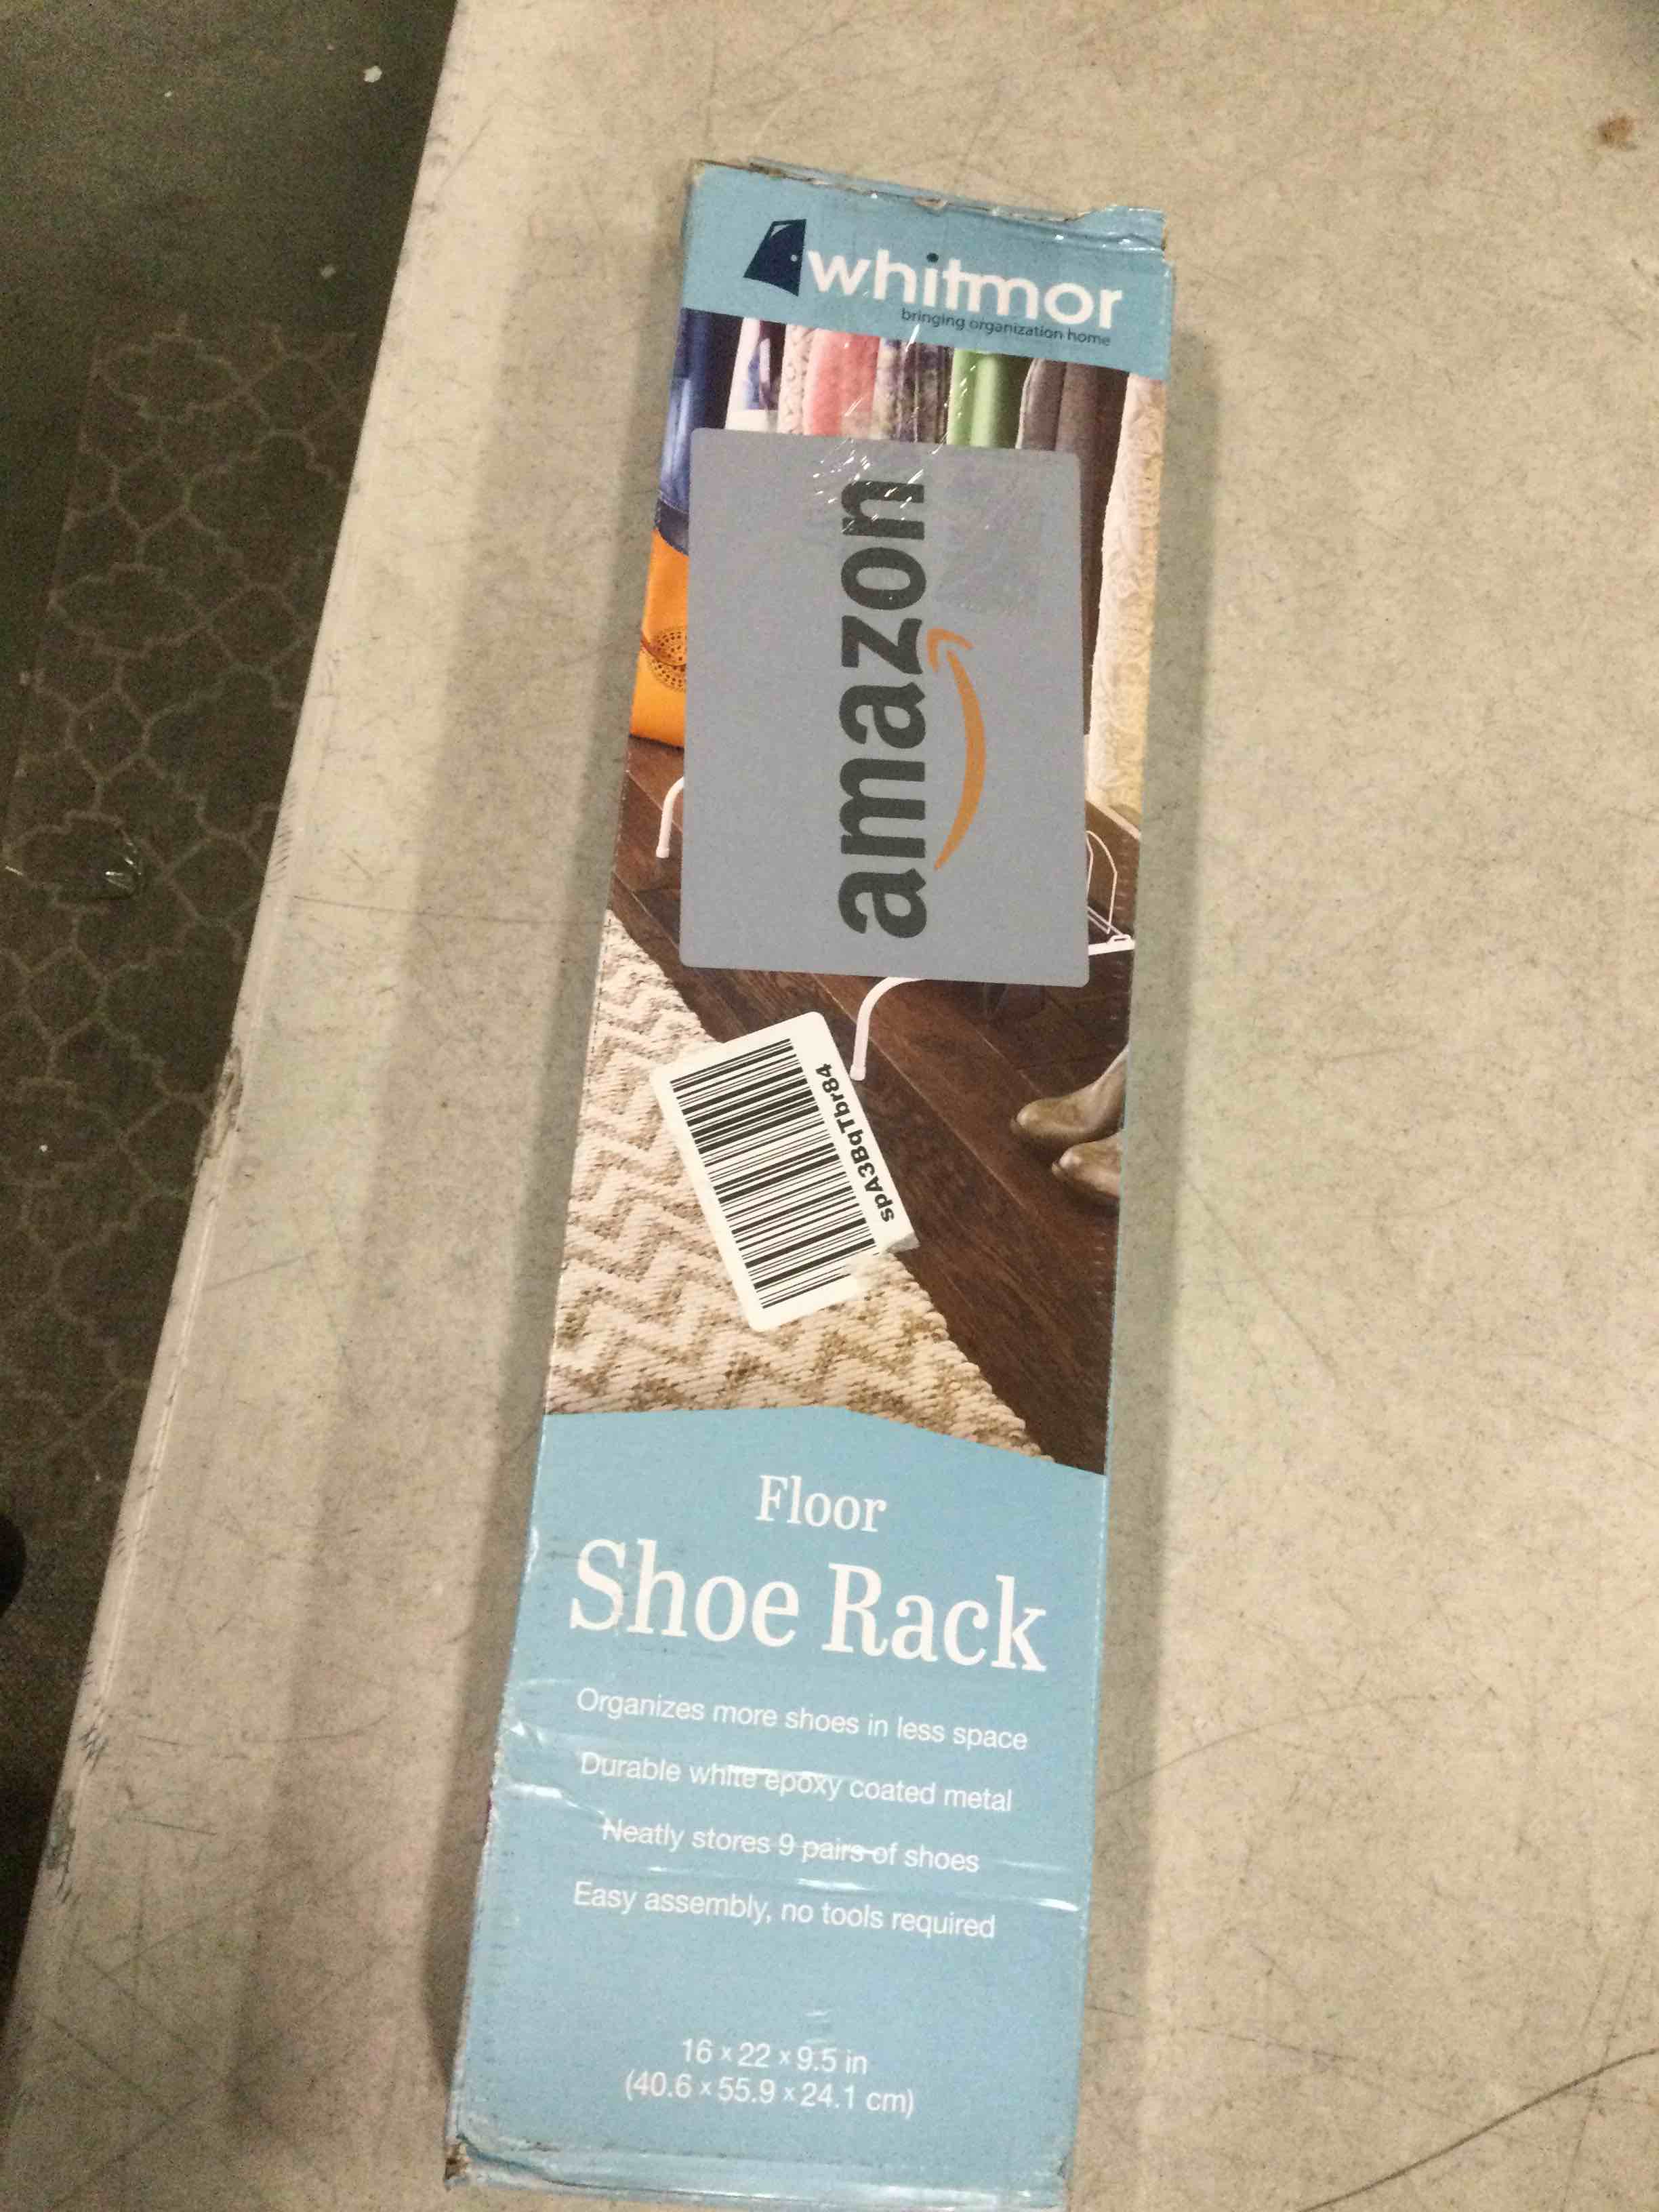 whitmor
bringing organization home
amazon
spA3BqTbr84
Floor
Shoe Rack
Organizes more shoes in less space
Durable white epoxy coated metal
Neatly stores 9 pairs of shoes
Easy assembly, no tools required
16 x 22 x 9.5 in
(40.6 x 55.9 x 24.1 cm)